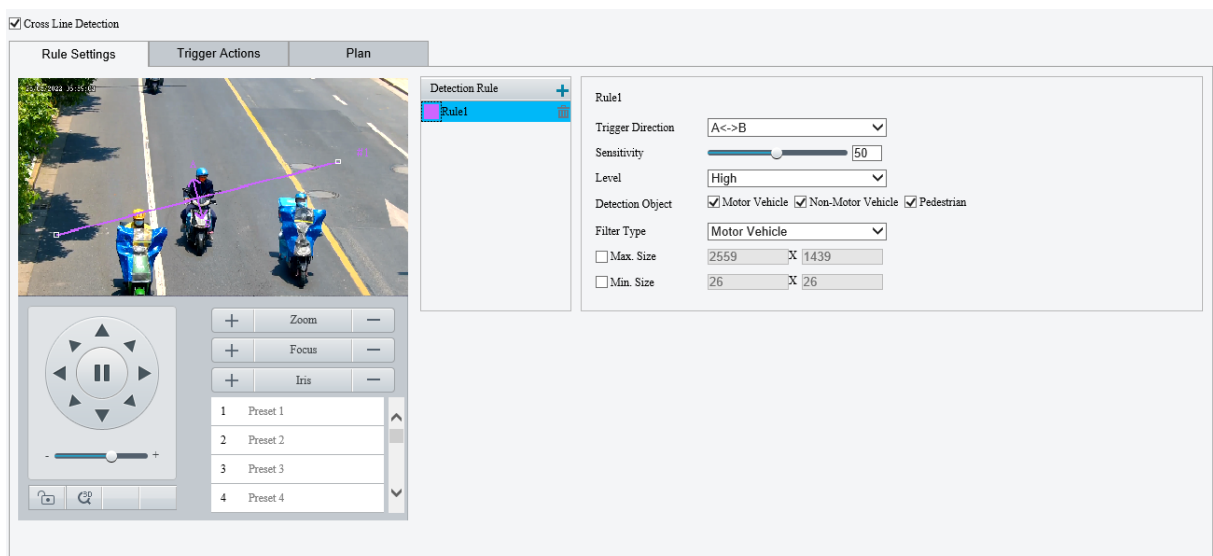 Cross Line Detection
Rule Settings
Trigger Actions
Plan
Detection Rule
Rule1
Rule1
Trigger Direction
A<->B
Sensitivity
50
Level
High
Detection Object
Motor Vehicle
Non-Motor Vehicle
Pedestrian
Filter Type
Motor Vehicle
Max. Size
2559 X 1439
Min. Size
26 X 26
+ Zoom −
+ Focus −
+ Iris −
1 Preset 1
2 Preset 2
3 Preset 3
4 Preset 4
- +
3D